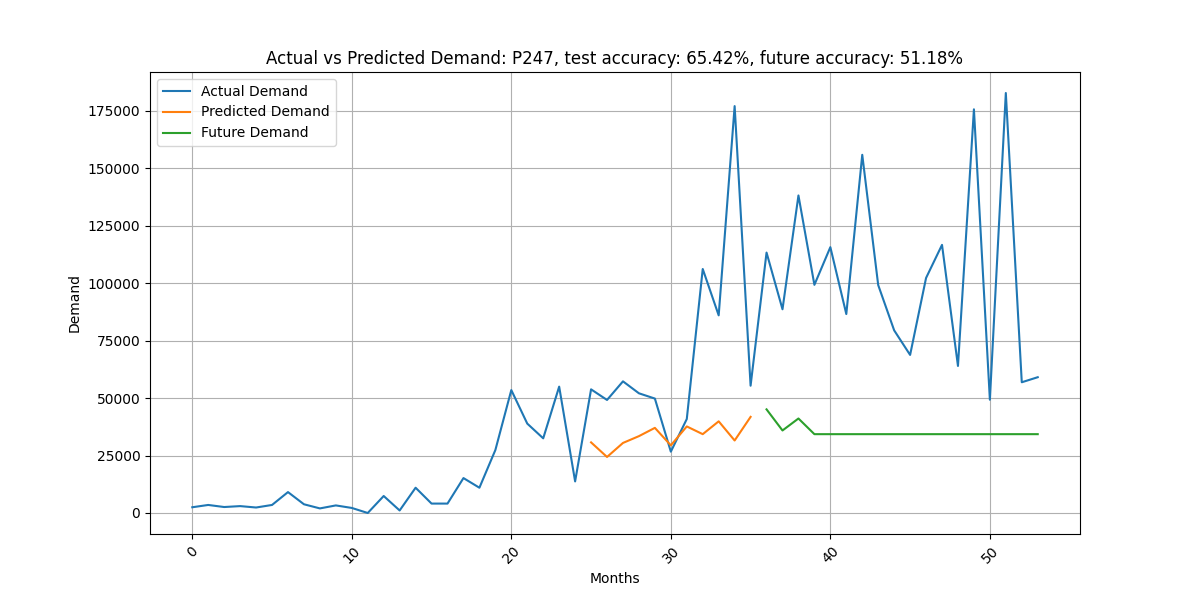 Actual vs Predicted Demand: P247, test accuracy: 65.42%, future accuracy: 51.18%
Actual Demand
Predicted Demand
Future Demand
175000
150000
125000
100000
75000
50000
25000
0
Demand
0 10 20 30 40 50
Months